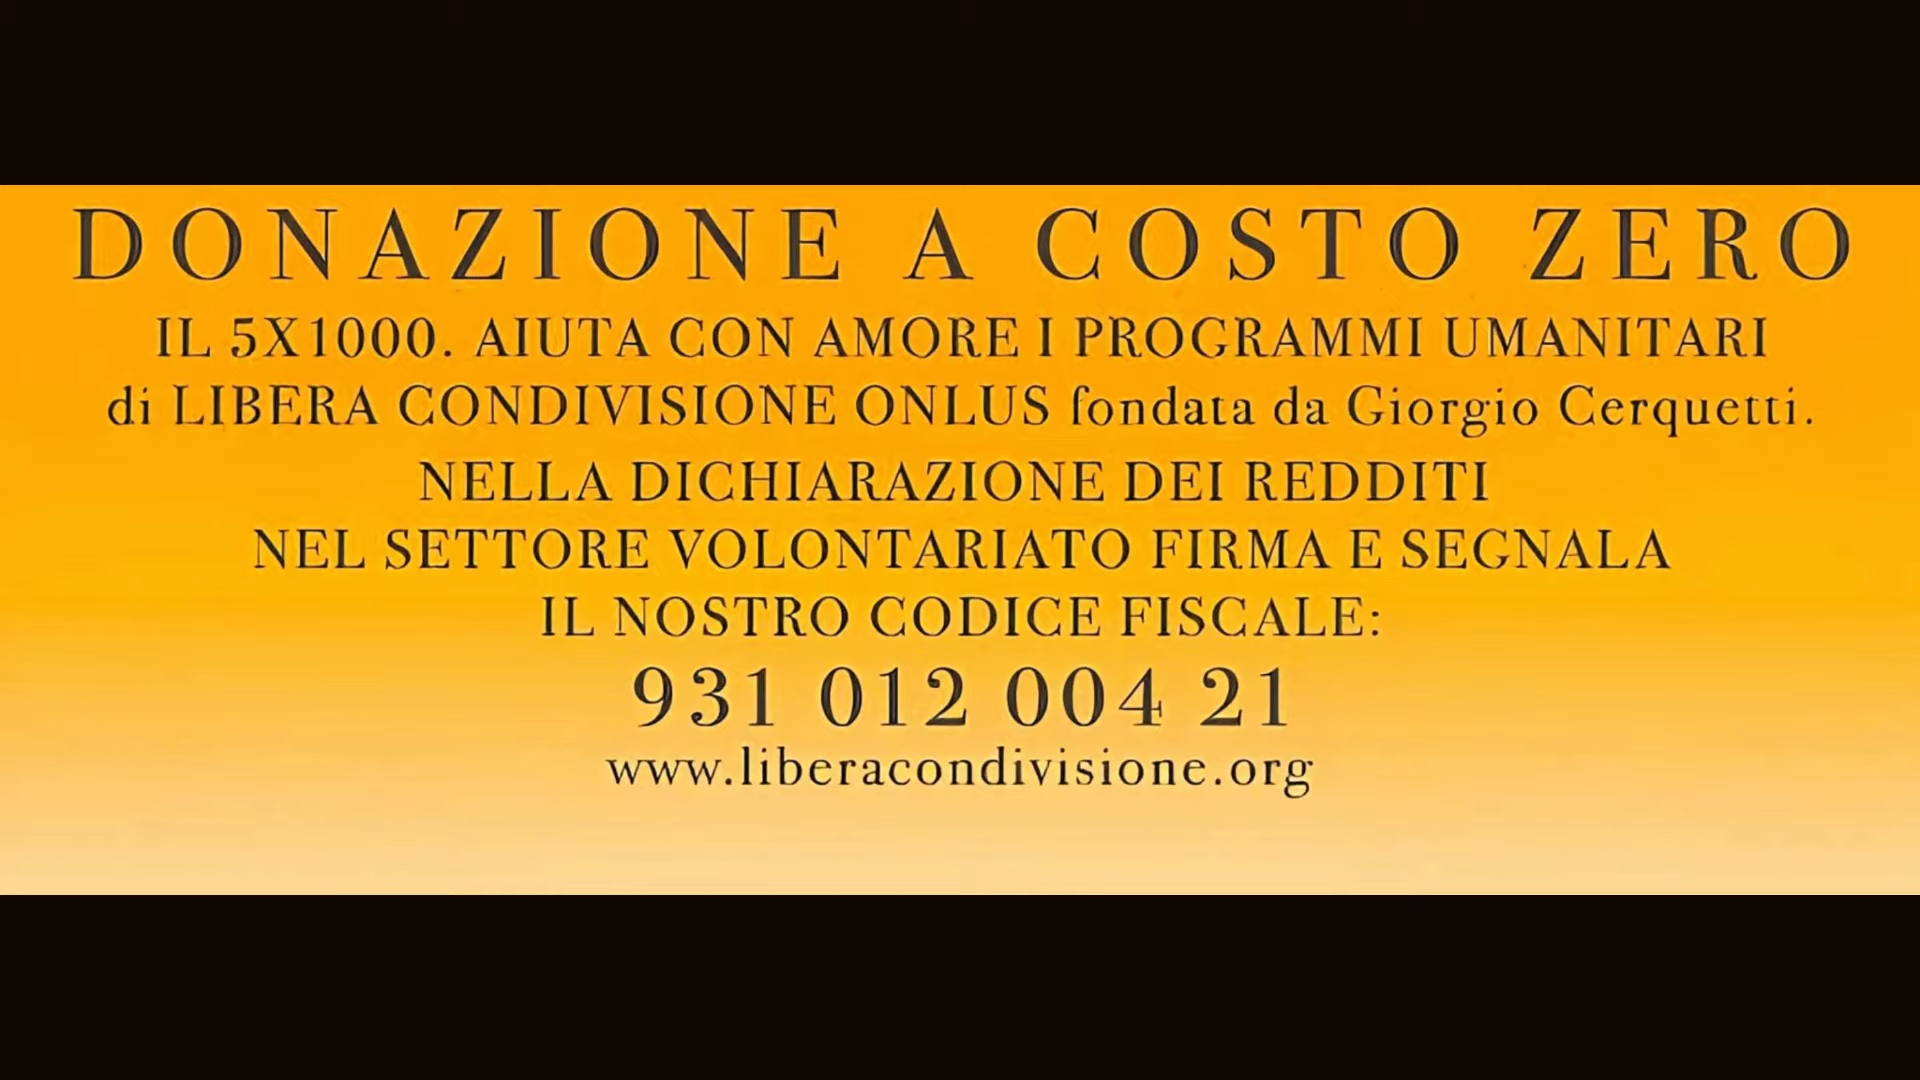 DONAZIONE A COSTO ZERO
IL 5X1000. AIUTA CON AMORE I PROGRAMMI UMANITARI
di LIBERA CONDIVISIONE ONLUS fondata da Giorgio Cerquetti.
NELLA DICHIARAZIONE DEI REDDITI
NEL SETTORE VOLONTARIATO FIRMA E SEGNALA
IL NOSTRO CODICE FISCALE:
931 012 004 21
www.liberacondivisione.org